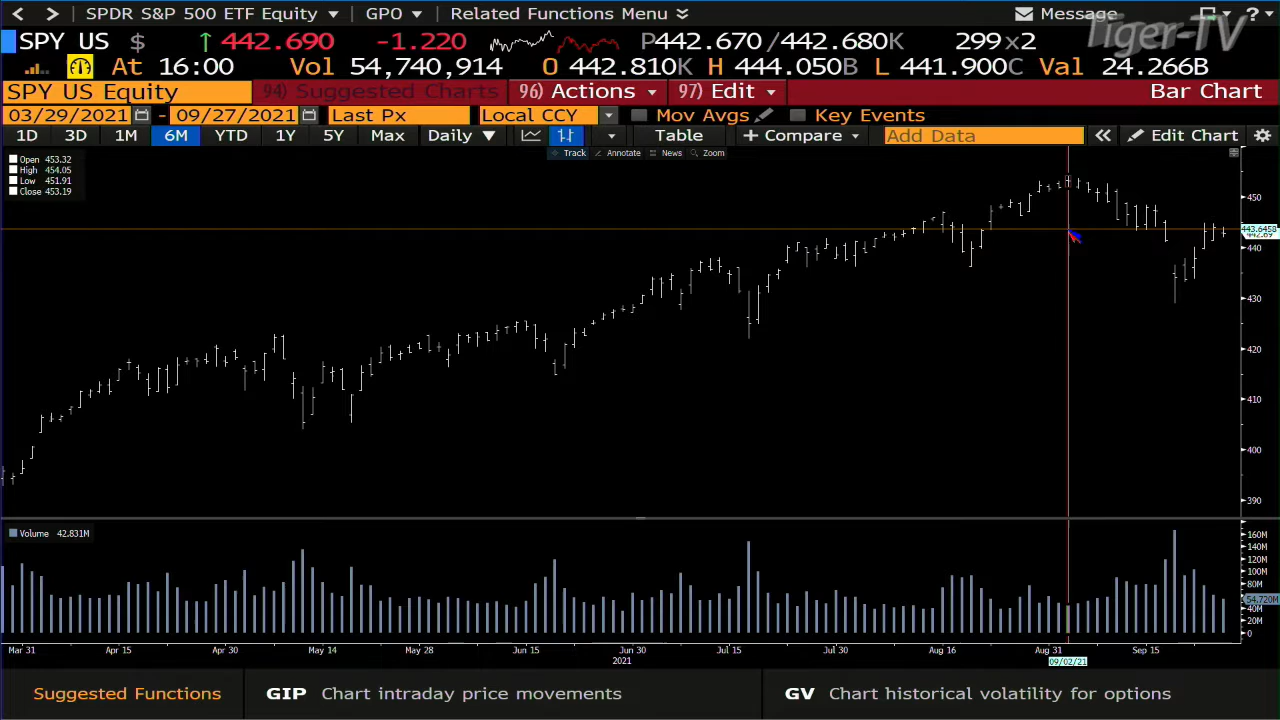 SPDR S&P 500 ETF Equity GPO Related Functions Menu Message ?
Tiger-TV
SPY US $ ↑ 442.690 -1.220 P442.670/442.680K 299x2
At 16:00 Vol 54,740,914 O 442.810K H 444.050B L 441.900C Val 24.266B
SPY US Equity 94) Suggested Charts 96) Actions 97) Edit Bar Chart
03/29/2021 - 09/27/2021 Last Px Local CCY Mov Avgs Key Events
1D 3D 1M 6M YTD 1Y 5Y Max Daily ▼ Table + Compare Add Data « Edit Chart
Track Annotate News Zoom
Open 453.32
High 454.05
Low 451.91
Close 453.19
450
443.6458
442.69
440
430
420
410
400
390
Volume 42.831M
160M
140M
120M
100M
80M
54.720M
40M
20M
0
Mar 31 Apr 15 Apr 30 May 14 May 28 Jun 15 Jun 30 Jul 15 Jul 30 Aug 16 Aug 31 Sep 15
2021 09/02/21
Suggested Functions GIP Chart intraday price movements GV Chart historical volatility for options